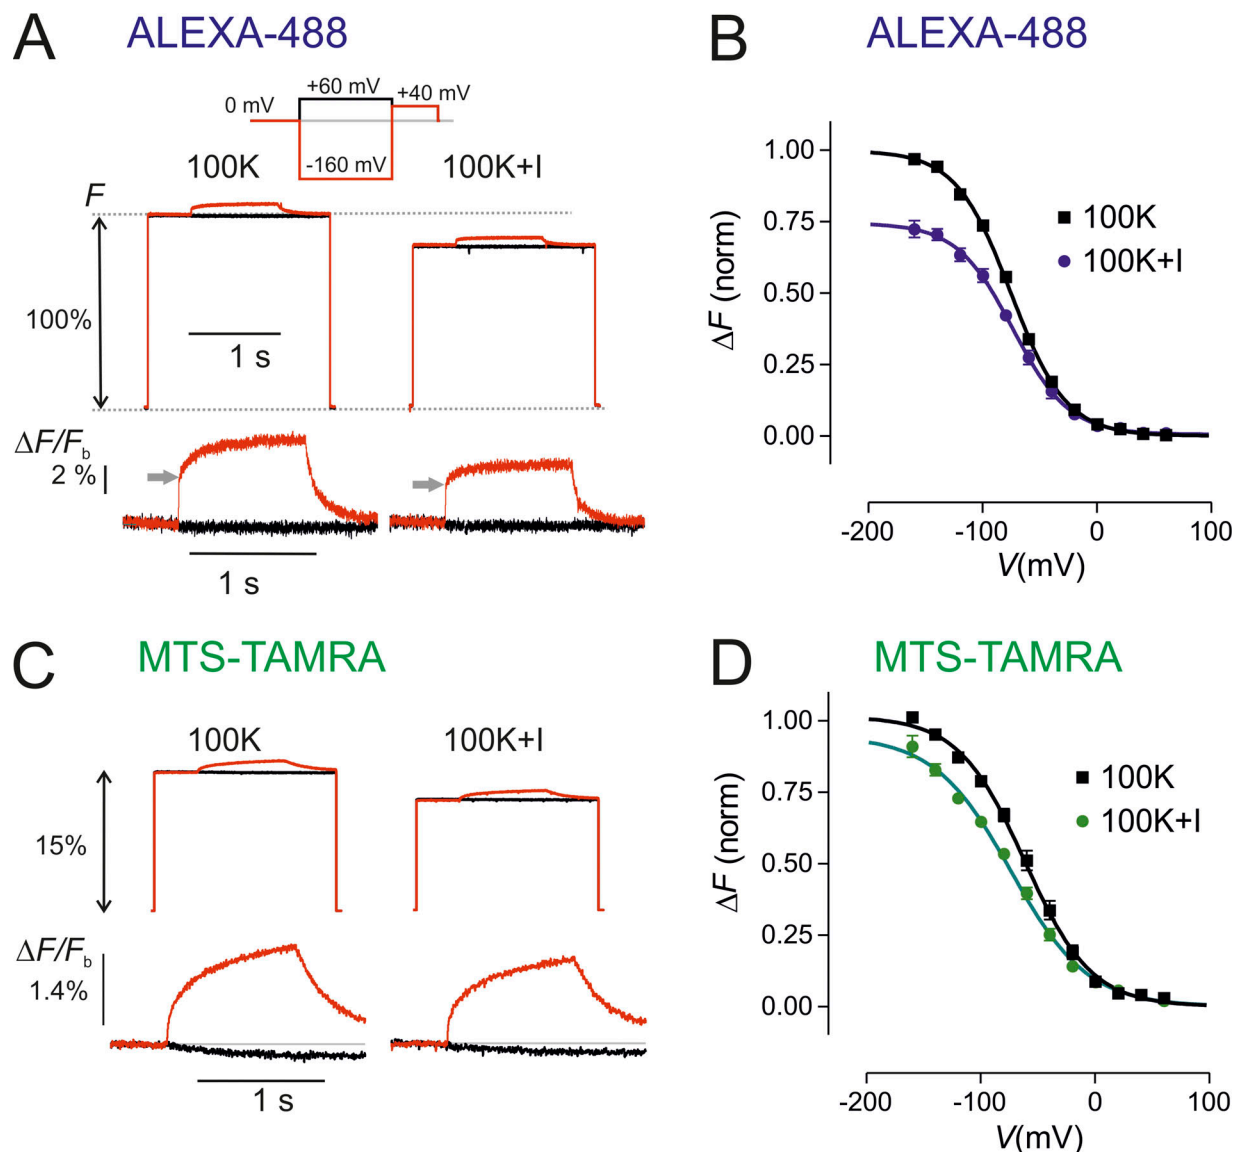 A
ALEXA-488
+60 mV
0 mV
+40 mV
-160 mV
100K
100K+I
F
100%
1 s
ΔF/Fb
2 %
1 s
B
ALEXA-488
1.00
0.75
0.50
0.25
0.00
ΔF (norm)
100K
100K+I
-200
-100
0
100
V(mV)
C
MTS-TAMRA
100K
100K+I
15%
ΔF/Fb
1.4%
1 s
D
MTS-TAMRA
1.00
0.75
0.50
0.25
0.00
ΔF (norm)
100K
100K+I
-200
-100
0
100
V(mV)